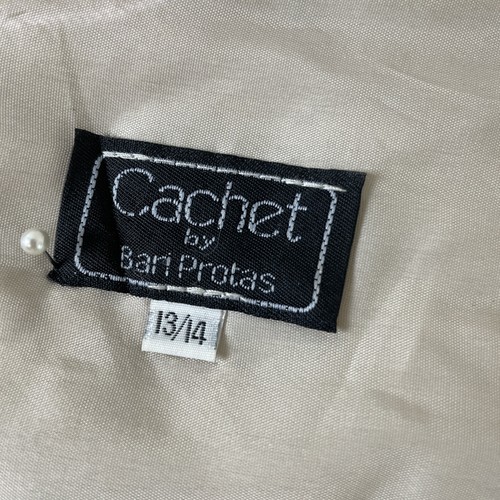 Cachet
by
Bari Protas
13/14